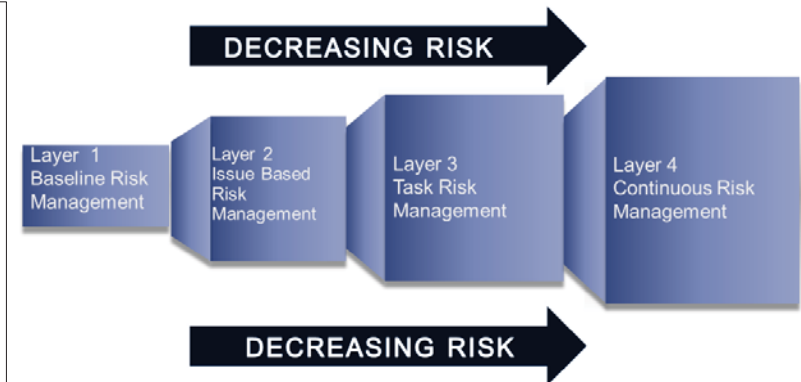 DECREASING RISK
Layer 1
Baseline Risk
Management
Layer 2
Issue Based
Risk
Management
Layer 3
Task Risk
Management
Layer 4
Continuous Risk
Management
DECREASING RISK